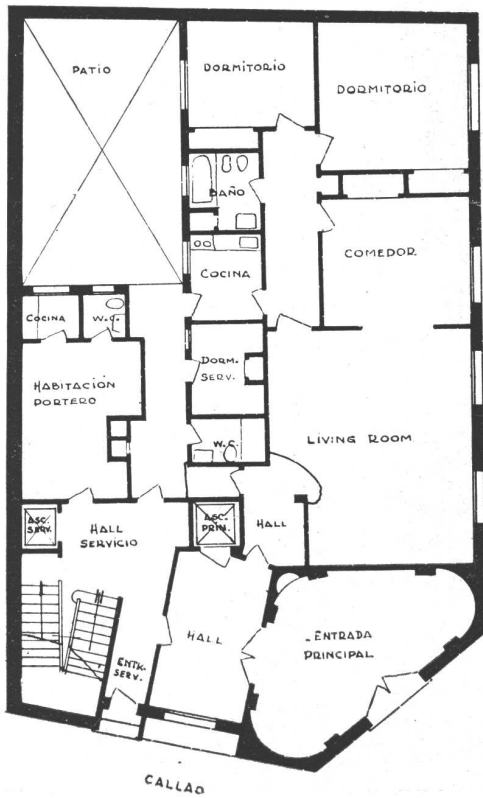 PATIO
DORMITORIO
DORMITORIO
BAÑO
COCINA
COMEDOR
COCINA
W.C.
DORM.
SERV.
HABITACIÓN
PORTERO
W.C.
LIVING ROOM
ASC.
SERV.
HALL
SERVICIO
ASC.
PRIN.
HALL
HALL
ENTRADA
PRINCIPAL
ENTR.
SERV.
CALLAO